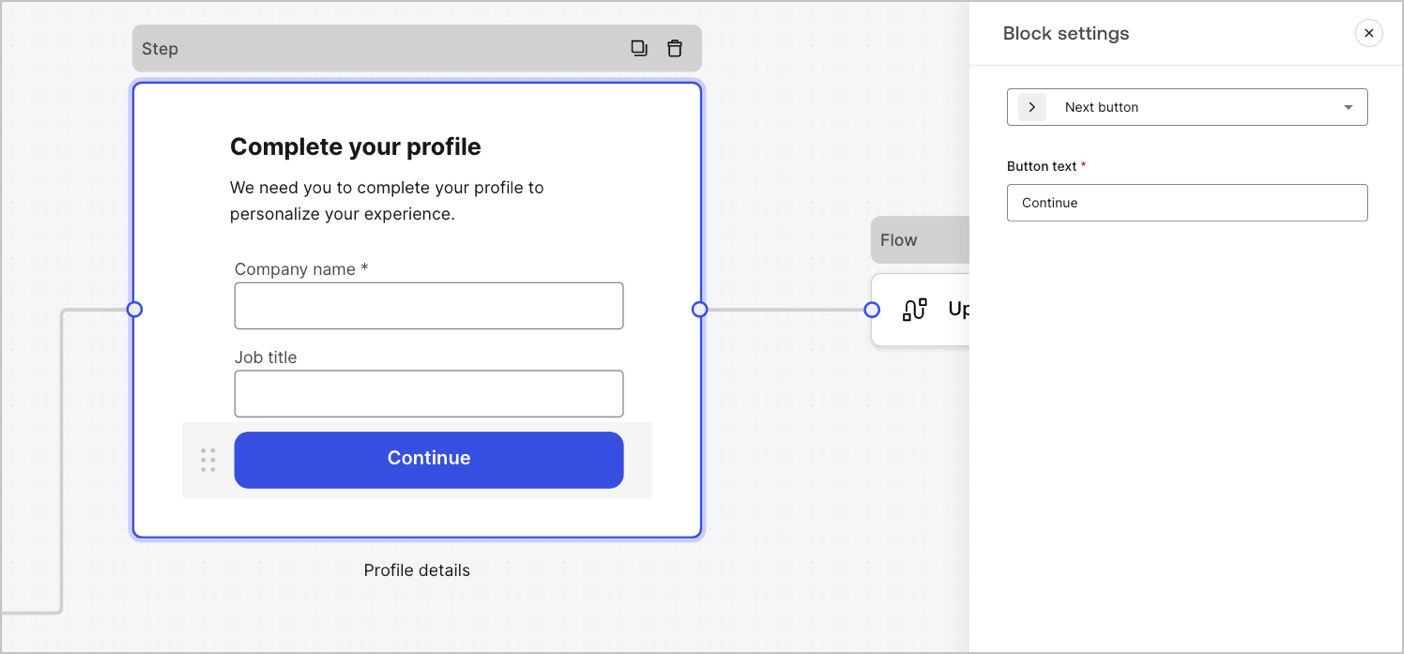 Step
Complete your profile
We need you to complete your profile to
personalize your experience.
Company name *
Job title
Continue
Profile details
Flow
Up
Block settings
Next button
Button text *
Continue